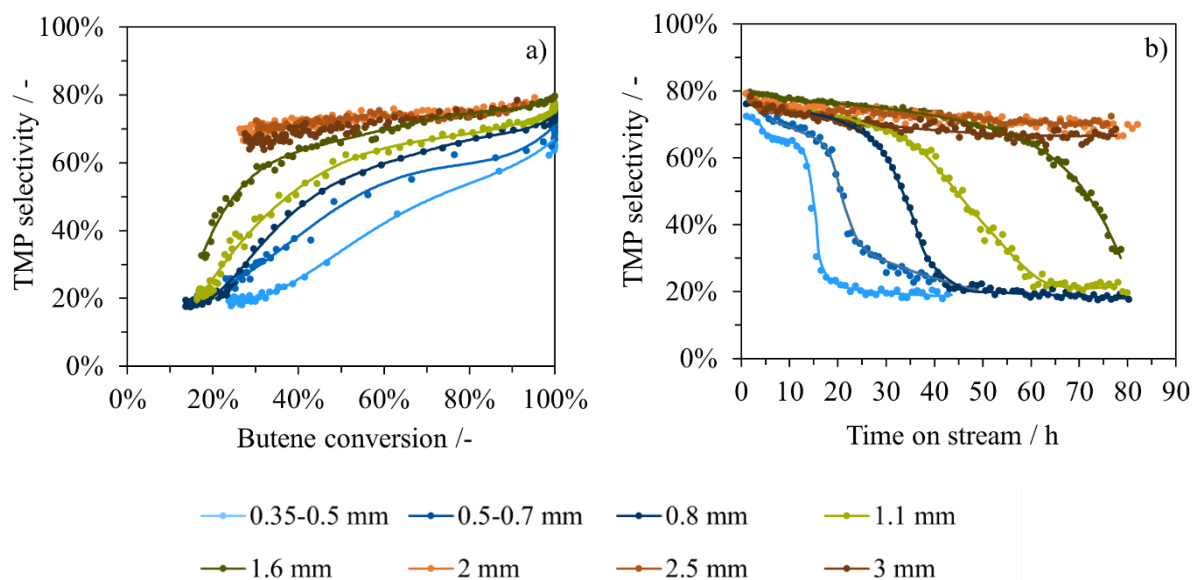 a)
100%
80%
60%
40%
20%
0%
TMP selectivity / -
0% 20% 40% 60% 80% 100%
Butene conversion /-
b)
100%
80%
60%
40%
20%
0%
TMP selectivity / -
0 10 20 30 40 50 60 70 80 90
Time on stream / h
0.35-0.5 mm 0.5-0.7 mm 0.8 mm 1.1 mm
1.6 mm 2 mm 2.5 mm 3 mm